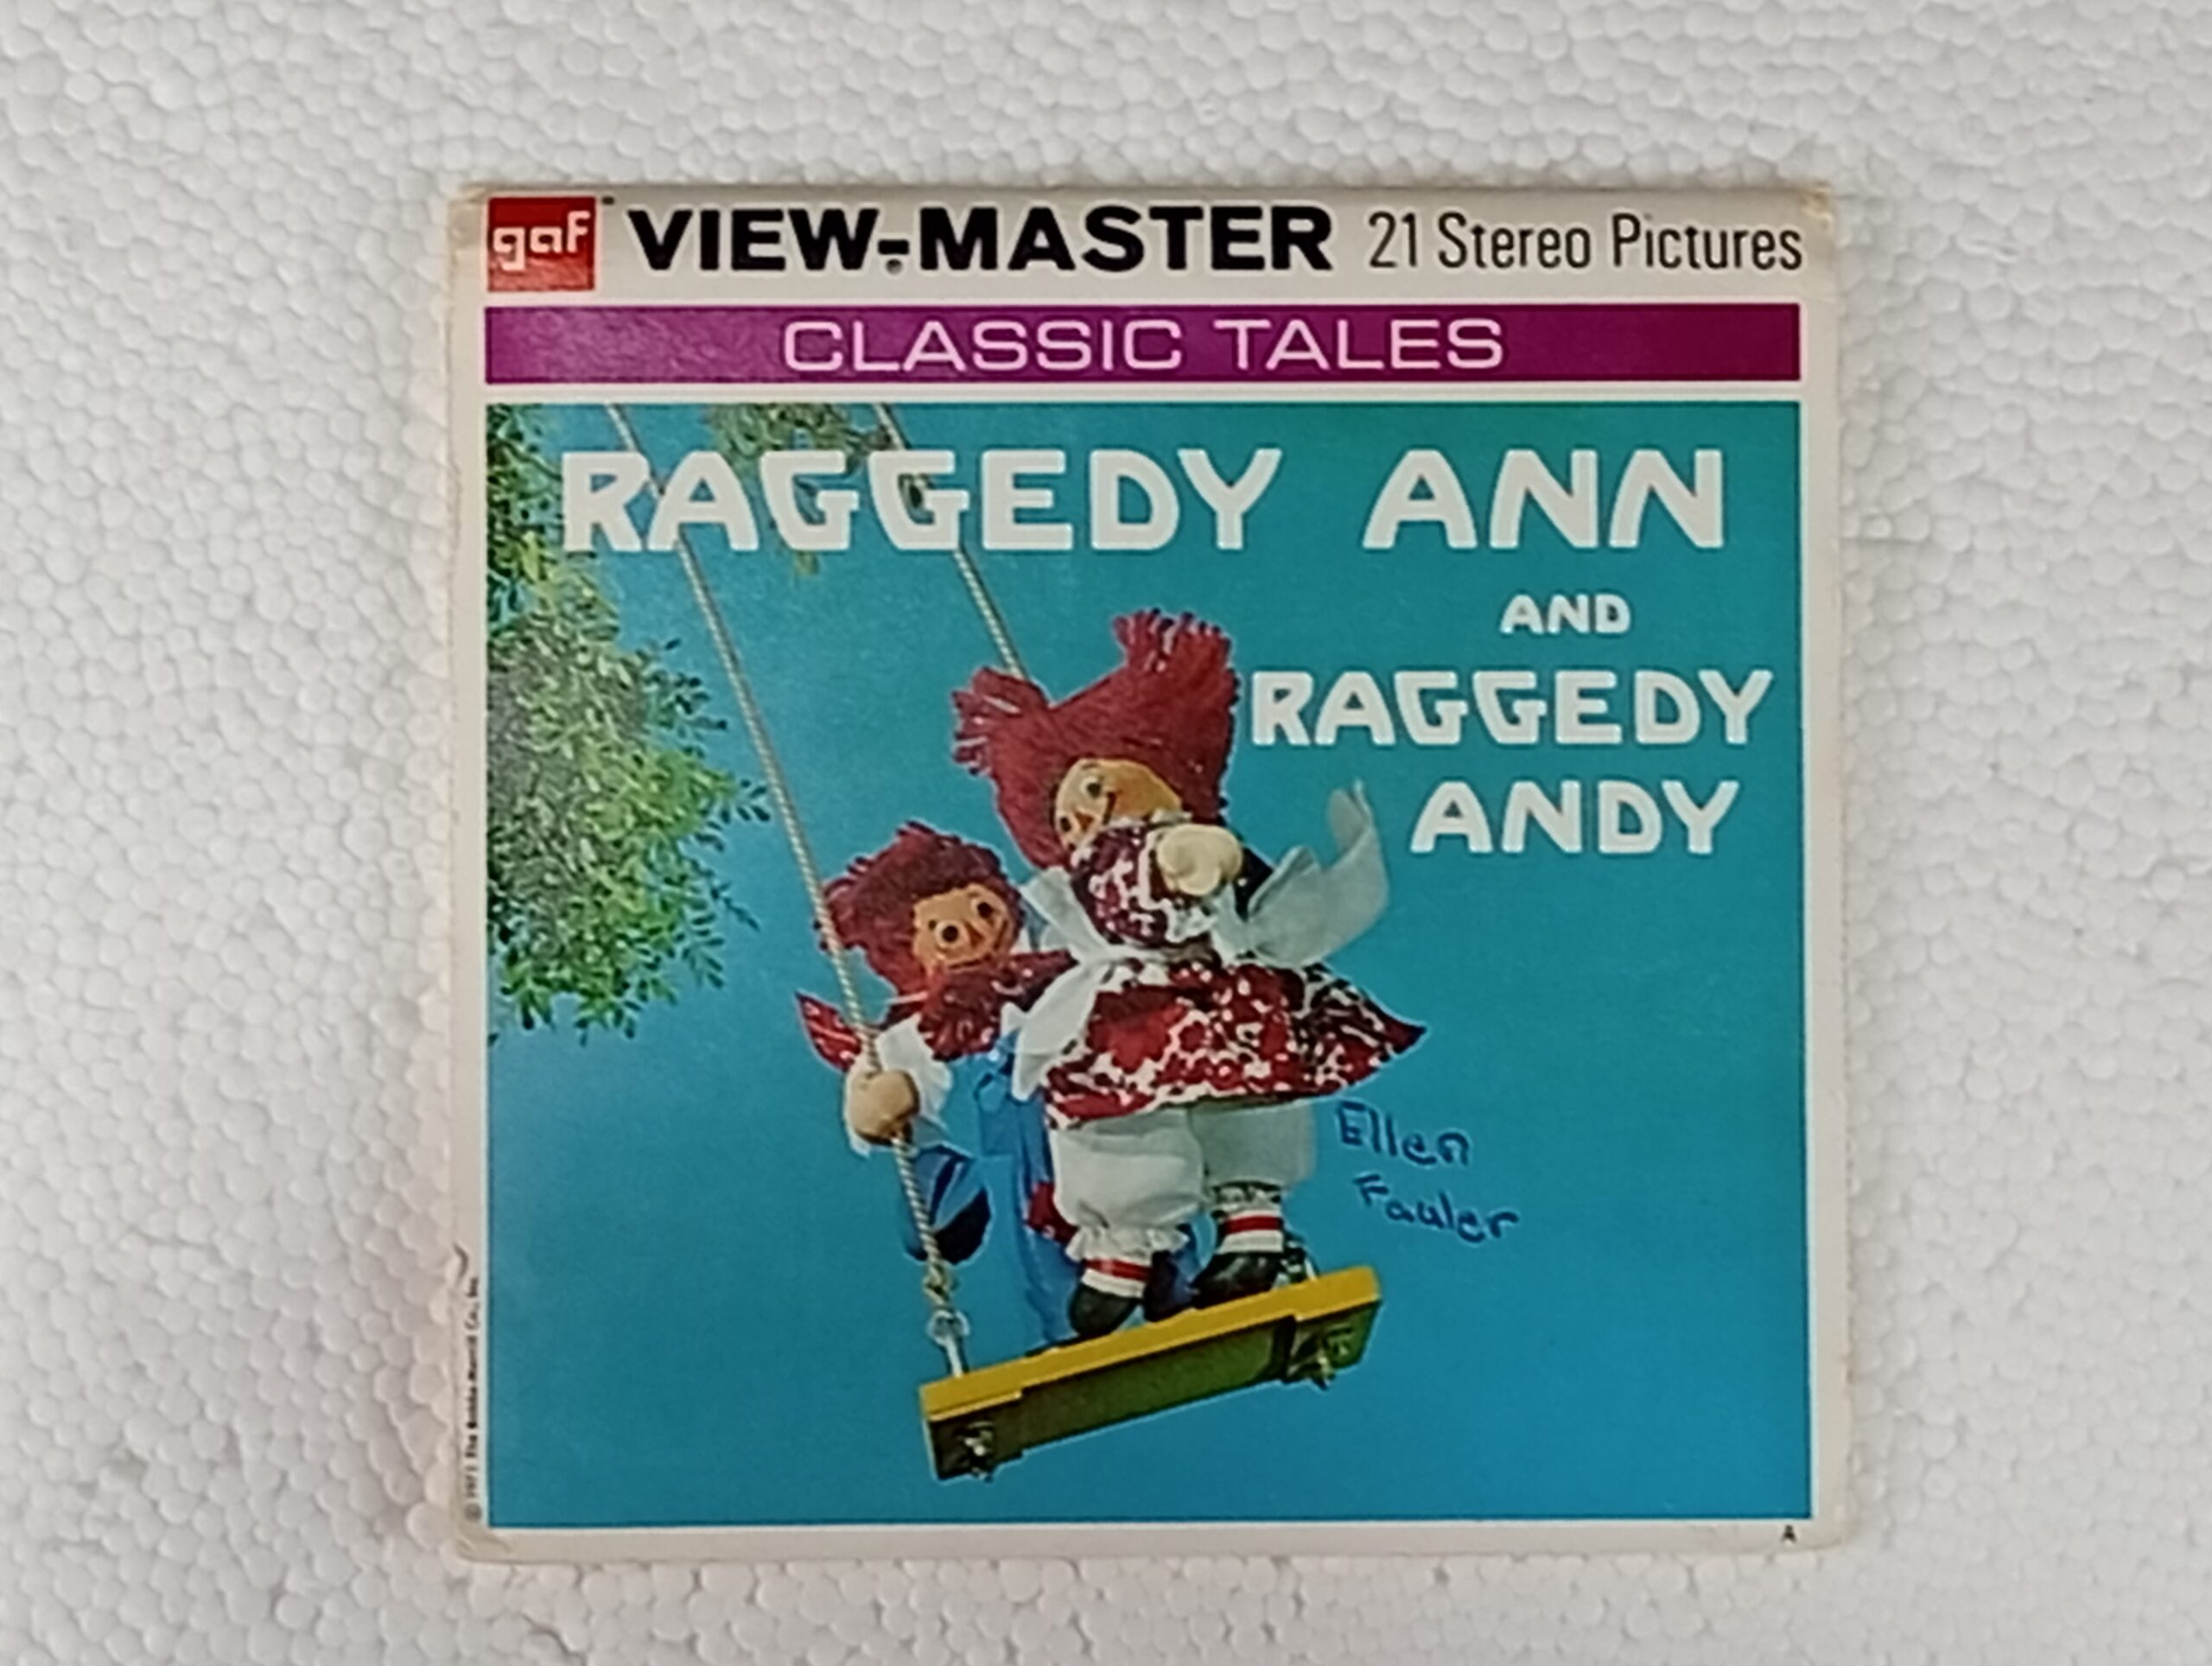 gaf VIEW-MASTER 21 Stereo Pictures
CLASSIC TALES
RAGGEDY ANN
AND
RAGGEDY
ANDY
Ellen
Fauler
A